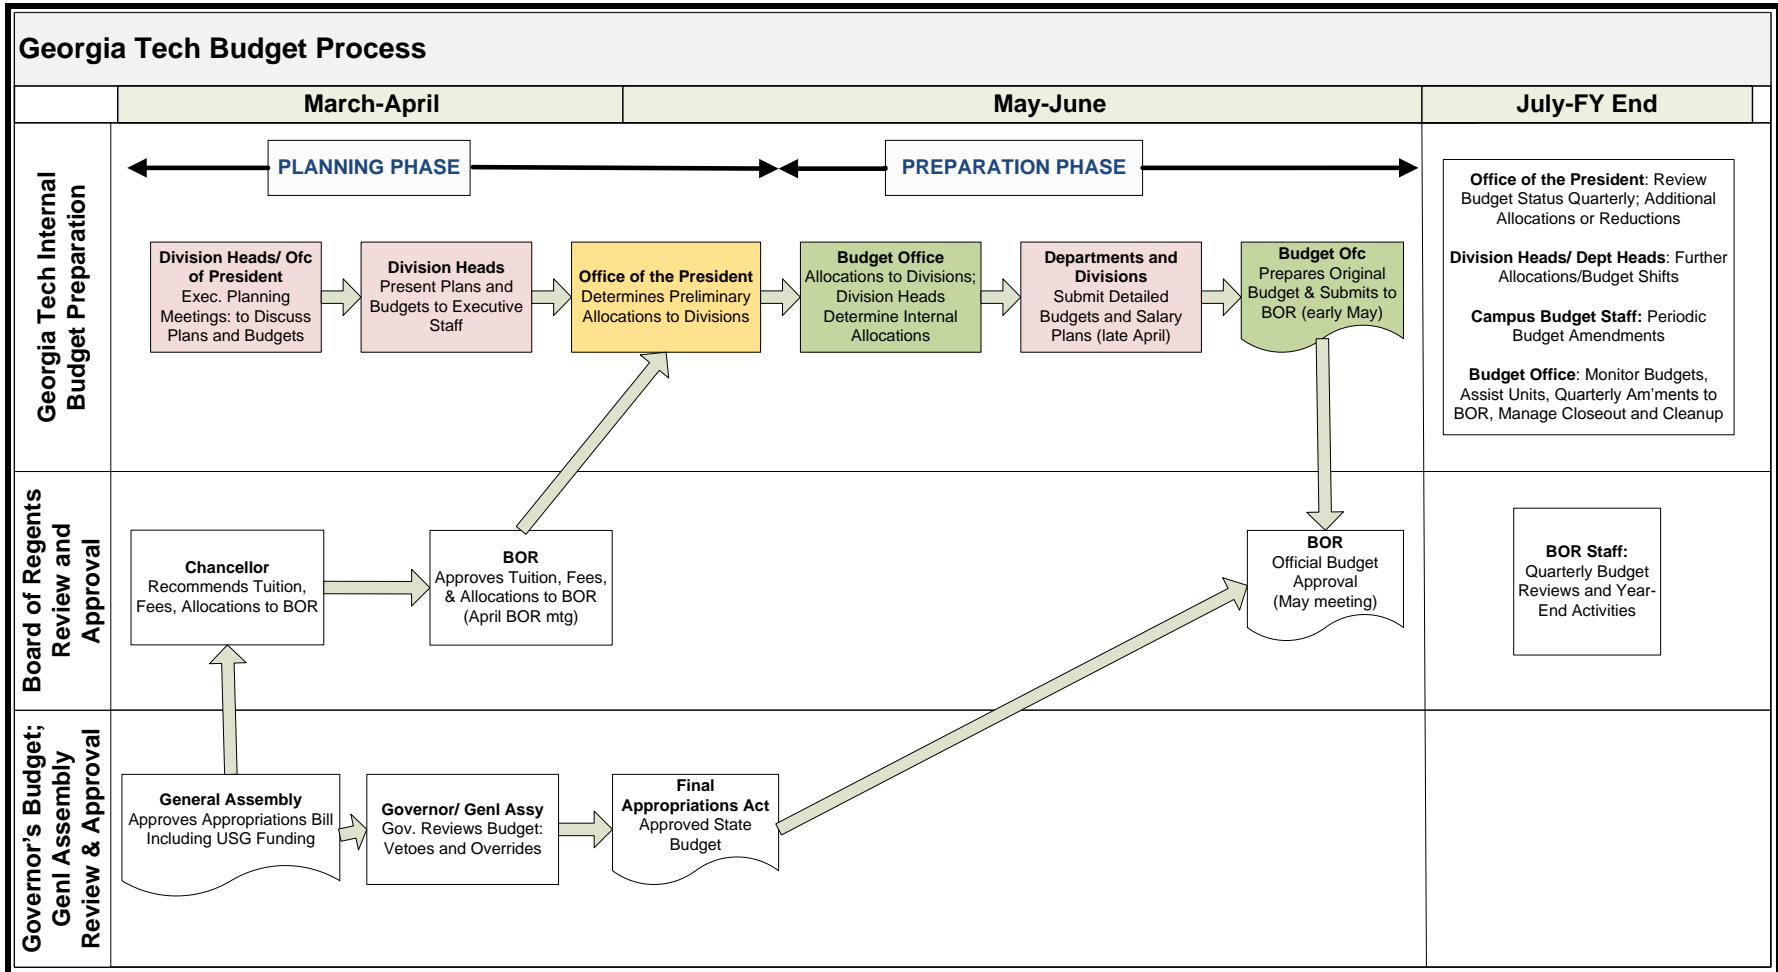 Georgia Tech Budget Process
March-April
May-June
July-FY End
Georgia Tech Internal
Budget Preparation
PLANNING PHASE
PREPARATION PHASE
Division Heads/ Ofc
of President
Exec. Planning
Meetings: to Discuss
Plans and Budgets
Division Heads
Present Plans and
Budgets to Executive
Staff
Office of the President
Determines Preliminary
Allocations to Divisions
Budget Office
Allocations to Divisions;
Division Heads
Determine Internal
Allocations
Departments and
Divisions
Submit Detailed
Budgets and Salary
Plans (late April)
Budget Ofc
Prepares Original
Budget & Submits to
BOR (early May)
Office of the President: Review
Budget Status Quarterly; Additional
Allocations or Reductions
Division Heads/ Dept Heads: Further
Allocations/Budget Shifts
Campus Budget Staff: Periodic
Budget Amendments
Budget Office: Monitor Budgets,
Assist Units, Quarterly Am'ments to
BOR, Manage Closeout and Cleanup
Board of Regents
Review and
Approval
Chancellor
Recommends Tuition,
Fees, Allocations to BOR
BOR
Approves Tuition, Fees,
& Allocations to BOR
(April BOR mtg)
BOR
Official Budget
Approval
(May meeting)
BOR Staff:
Quarterly Budget
Reviews and Year-
End Activities
Governor's Budget;
Genl Assembly
Review & Approval
General Assembly
Approves Appropriations Bill
Including USG Funding
Governor/ Genl Assy
Gov. Reviews Budget:
Vetoes and Overrides
Final
Appropriations Act
Approved State
Budget